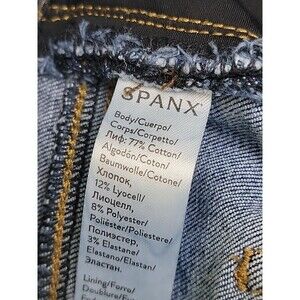 SPANX®
Body/Cuerpo/
Corps/Corpetto/
Лиф: 77% Cotton/
Algodón/Coton/
Baumwolle/Cotone/
Хлопок,
12% Lyocell/
Лиоцелл,
8% Polyester/
Poliéster/Poliestere/
Полиэстер,
3% Elastane/
Elastano/Elastan/
Эластан.
Lining/Forro/
Doublure/